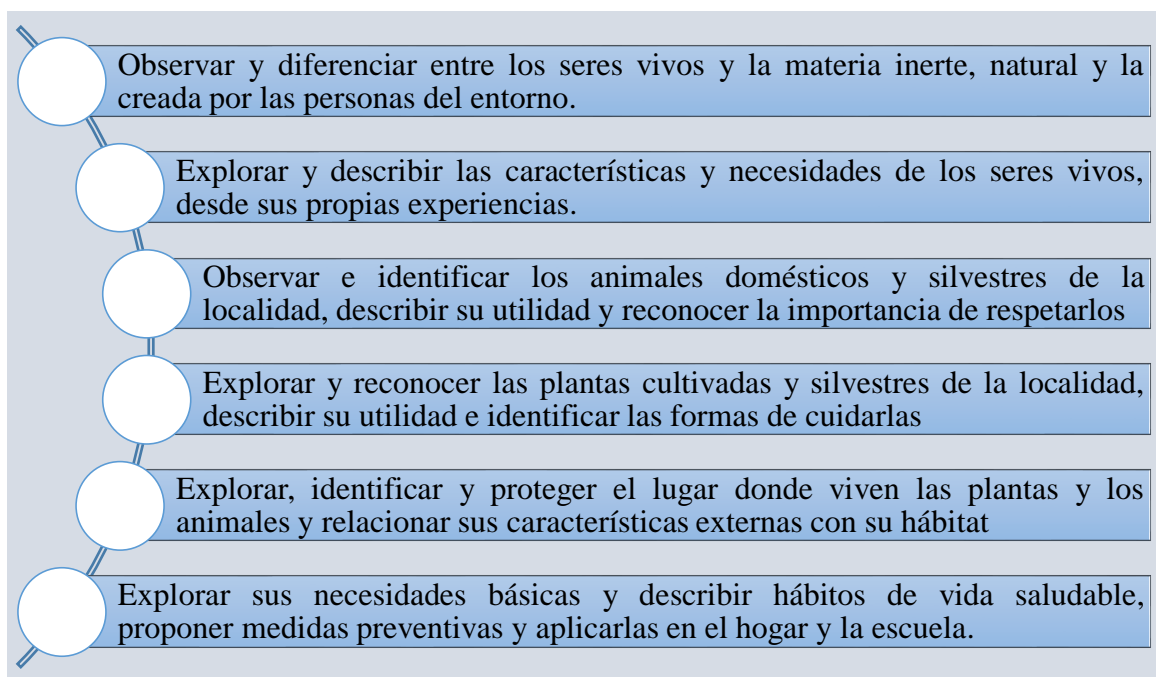 Observar y diferenciar entre los seres vivos y la materia inerte, natural y la
creada por las personas del entorno.
Explorar y describir las características y necesidades de los seres vivos,
desde sus propias experiencias.
Observar e identificar los animales domésticos y silvestres de la
localidad, describir su utilidad y reconocer la importancia de respetarlos
Explorar y reconocer las plantas cultivadas y silvestres de la localidad,
describir su utilidad e identificar las formas de cuidarlas
Explorar, identificar y proteger el lugar donde viven las plantas y los
animales y relacionar sus características externas con su hábitat
Explorar sus necesidades básicas y describir hábitos de vida saludable,
proponer medidas preventivas y aplicarlas en el hogar y la escuela.